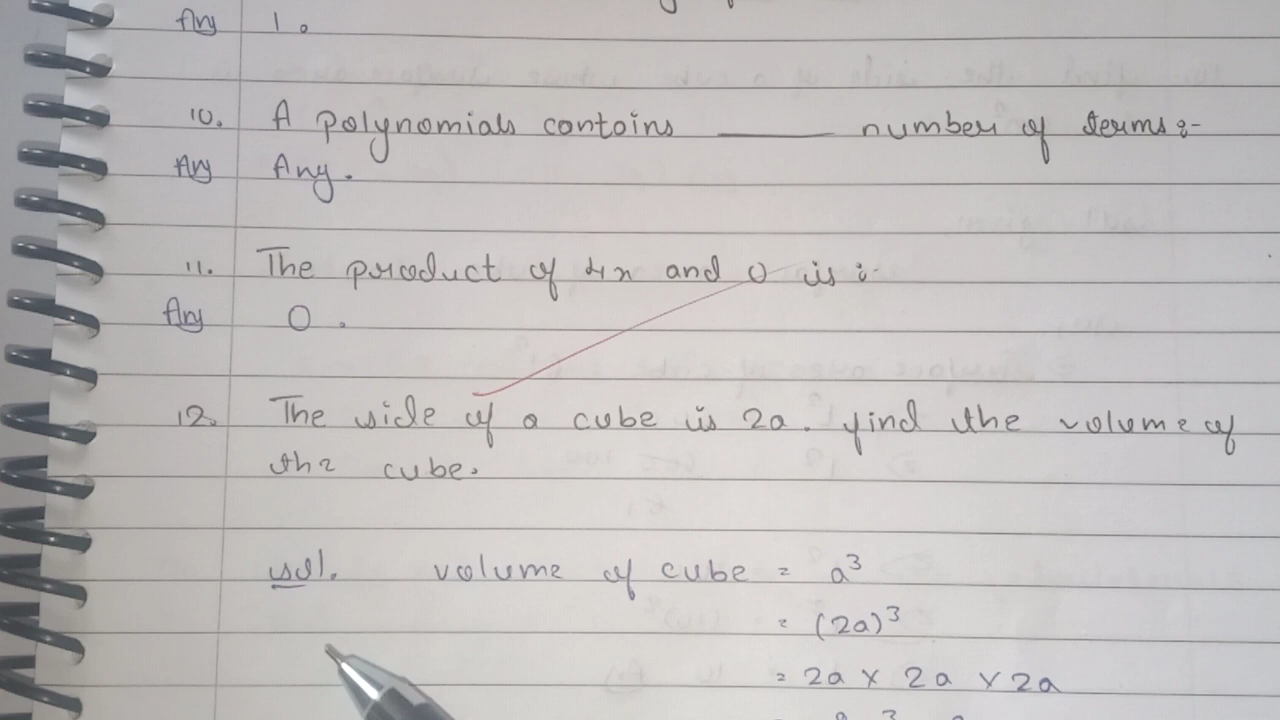 Ans 1.
10. A polynomials contains ____ number of terms:-
Ans Any.
11. The product of 4x and 0 is :-
Ans 0.
12. The side of a cube is 2a. find the volume of
the cube.
sol. volume of cube = a³
= (2a)³
= 2a × 2a × 2a